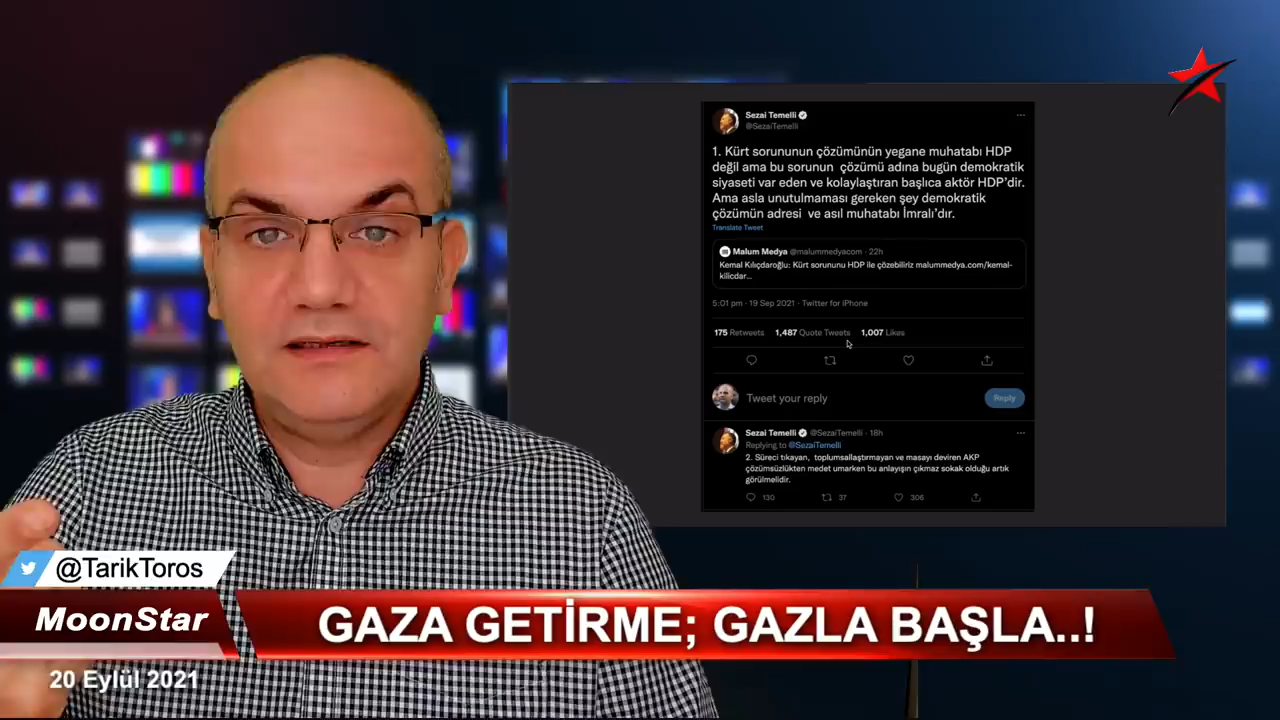 Sezai Temelli
@SezaiTemelli
1. Kürt sorununun çözümünün yegane muhatabı HDP
değil ama bu sorunun çözümü adına bugün demokratik
siyaseti var eden ve kolaylaştıran başlıca aktör HDP'dir.
Ama asla unutulmaması gereken şey demokratik
çözümün adresi ve asıl muhatabı İmralı'dır.
Translate Tweet
Malum Medya @malummedyacom · 22h
Kemal Kılıçdaroğlu: Kürt sorununu HDP ile çözebiliriz malummedya.com/kemal-
kilicdar...
5:01 pm · 19 Sep 2021 · Twitter for iPhone
175 Retweets 1,487 Quote Tweets 1,007 Likes
Tweet your reply
Reply
Sezai Temelli @SezaiTemelli · 18h
Replying to @SezaiTemelli
2. Süreci tıkayan, toplumsallaştırmayan ve masayı deviren AKP
çözümsüzlükten medet umarken bu anlayışın çıkmaz sokak olduğu artık
görülmelidir.
130 37 306
@TarikToros
MoonStar
GAZA GETİRME; GAZLA BAŞLA..!
20 Eylül 2021